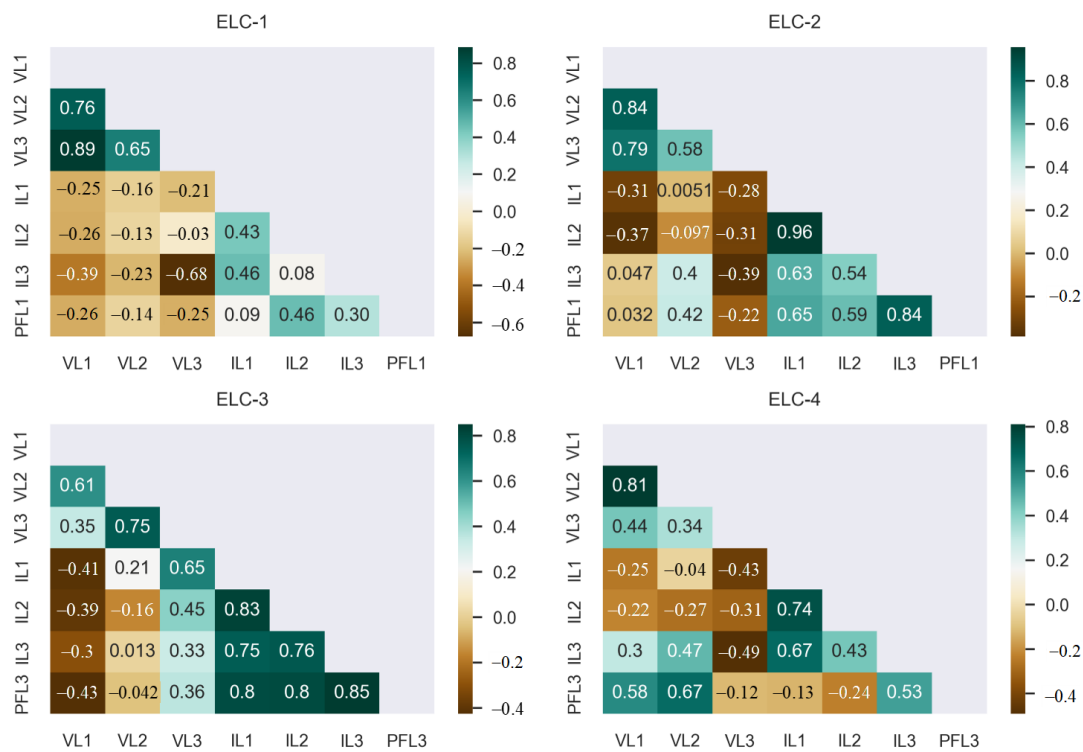 ELC-1
VL1
VL2 0.76
VL3 0.89 0.65
IL1 −0.25 −0.16 −0.21
IL2 −0.26 −0.13 −0.03 0.43
IL3 −0.39 −0.23 −0.68 0.46 0.08
PFL1 −0.26 −0.14 −0.25 0.09 0.46 0.30
VL1 VL2 VL3 IL1 IL2 IL3 PFL1
0.8
0.6
0.4
0.2
0.0
−0.2
−0.4
−0.6
ELC-2
VL1
VL2 0.84
VL3 0.79 0.58
IL1 −0.31 0.0051 −0.28
IL2 −0.37 −0.097 −0.31 0.96
IL3 0.047 0.4 −0.39 0.63 0.54
PFL1 0.032 0.42 −0.22 0.65 0.59 0.84
VL1 VL2 VL3 IL1 IL2 IL3 PFL1
0.8
0.6
0.4
0.2
0.0
−0.2
ELC-3
VL1
VL2 0.61
VL3 0.35 0.75
IL1 −0.41 0.21 0.65
IL2 −0.39 −0.16 0.45 0.83
IL3 −0.3 0.013 0.33 0.75 0.76
PFL3 −0.43 −0.042 0.36 0.8 0.8 0.85
VL1 VL2 VL3 IL1 IL2 IL3 PFL3
0.8
0.6
0.4
0.2
0.0
−0.2
−0.4
ELC-4
VL1
VL2 0.81
VL3 0.44 0.34
IL1 −0.25 −0.04 −0.43
IL2 −0.22 −0.27 −0.31 0.74
IL3 0.3 0.47 −0.49 0.67 0.43
PFL3 0.58 0.67 −0.12 −0.13 −0.24 0.53
VL1 VL2 VL3 IL1 IL2 IL3 PFL3
0.8
0.6
0.4
0.2
0.0
−0.2
−0.4